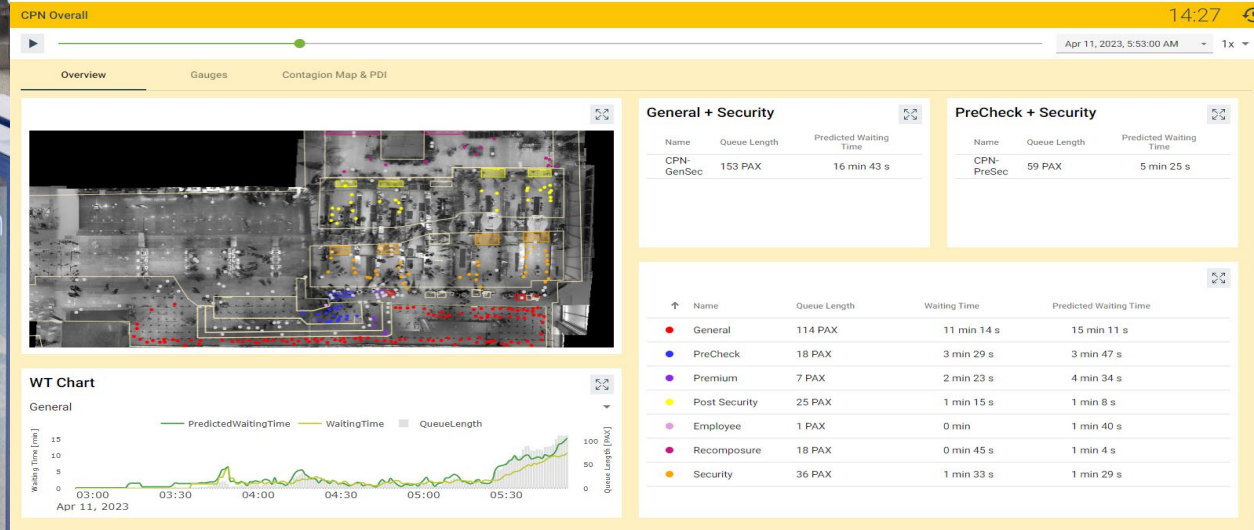 CPN Overall
14:27
Apr 11, 2023, 5:53:00 AM
1x
Overview Gauges Contagion Map & PDI
General + Security
Name Queue Length Predicted Waiting Time
CPN-GenSec 153 PAX 16 min 43 s
PreCheck + Security
Name Queue Length Predicted Waiting Time
CPN-PreSec 59 PAX 5 min 25 s
Name Queue Length Waiting Time Predicted Waiting Time
General 114 PAX 11 min 14 s 15 min 11 s
PreCheck 18 PAX 3 min 29 s 3 min 47 s
Premium 7 PAX 2 min 23 s 4 min 34 s
Post Security 25 PAX 1 min 15 s 1 min 8 s
Employee 1 PAX 0 min 1 min 40 s
Recomposure 18 PAX 0 min 45 s 1 min 4 s
Security 36 PAX 1 min 33 s 1 min 29 s
WT Chart
General
PredictedWaitingTime WaitingTime QueueLength
Waiting Time [min]
15
10
5
0
Queue Length [PAX]
100
50
0
03:00 03:30 04:00 04:30 05:00 05:30
Apr 11, 2023